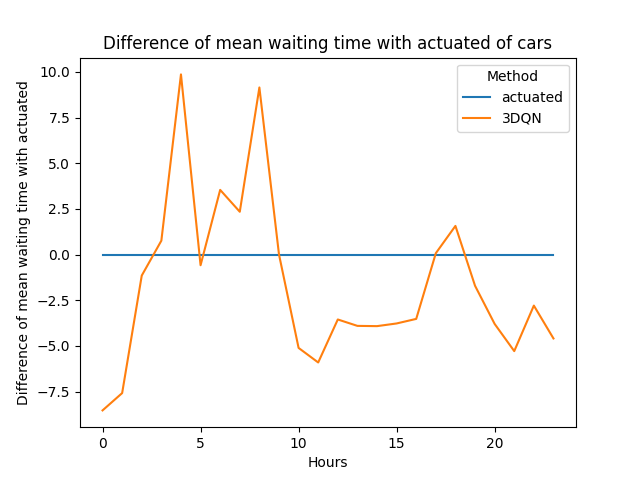 Difference of mean waiting time with actuated of cars
Difference of mean waiting time with actuated
10.0
7.5
5.0
2.5
0.0
−2.5
−5.0
−7.5
Method
actuated
3DQN
0
5
10
15
20
Hours